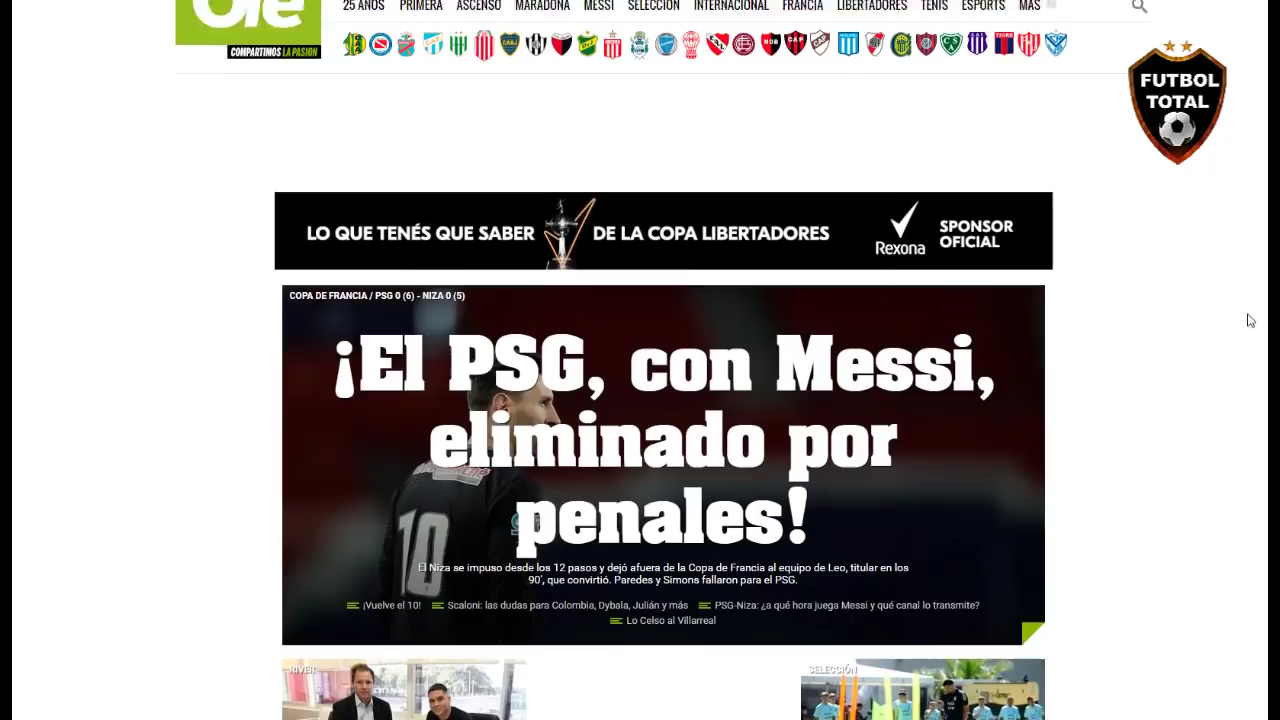 Olé
COMPARTIMOS LA PASION
25 AÑOS PRIMERA ASCENSO MARADONA MESSI SELECCIÓN INTERNACIONAL FRANCIA LIBERTADORES TENIS ESPORTS MÁS
FUTBOL
TOTAL
LO QUE TENÉS QUE SABER DE LA COPA LIBERTADORES
Rexona
SPONSOR
OFICIAL
COPA DE FRANCIA / PSG 0 (6) - NIZA 0 (5)
¡El PSG, con Messi,
eliminado por
penales!
10
El Niza se impuso desde los 12 pasos y dejó afuera de la Copa de Francia al equipo de Leo, titular en los
90', que convirtió. Paredes y Simons fallaron para el PSG.
¡Vuelve el 10! Scaloni: las dudas para Colombia, Dybala, Julián y más PSG-Niza: ¿a qué hora juega Messi y qué canal lo transmite?
Lo Celso al Villarreal
RIVER
SELECCIÓN